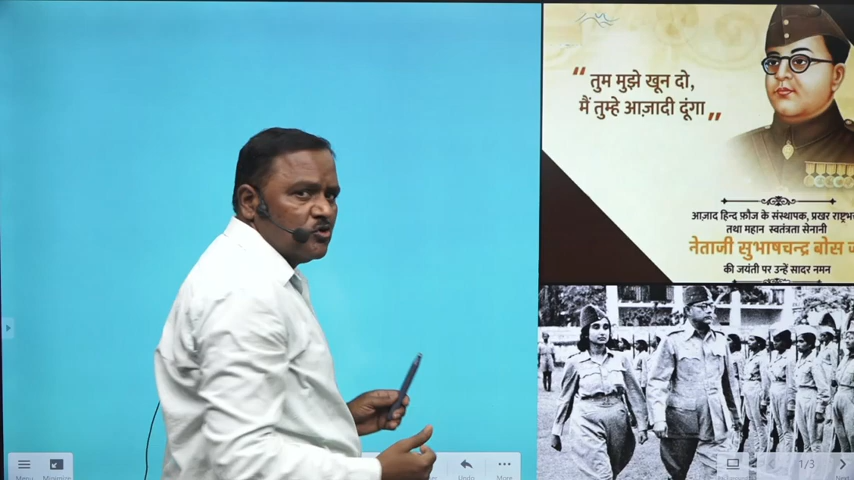 “ तुम मुझे खून दो,
मैं तुम्हे आज़ादी दूंगा „
आज़ाद हिन्द फ़ौज के संस्थापक, प्रखर
तथा महान स्वतंत्रता सेनानी
नेताजी सुभाषचन्द्र बोस
की जयंती पर उन्हें सादर नमन
Menu
Undo
More
1/3